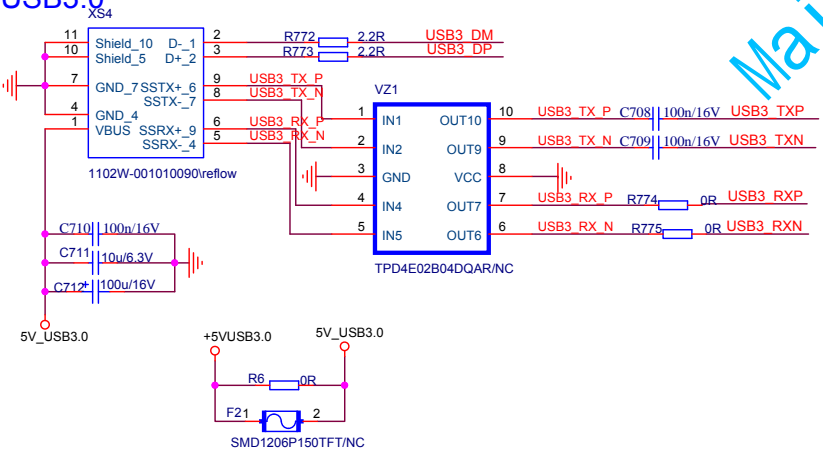 USB3.0
XS4
11 Shield_10 D-_1 2 R772 2.2R USB3_DM
10 Shield_5 D+_2 3 R773 2.2R USB3_DP
7 GND_7 SSTX+_6 9 USB3_TX_P
SSTX-_7 8 USB3_TX_N
4 GND_4
1 VBUS SSRX+_9 6 USB3_RX_P
SSRX-_4 5 USB3_RX_N
1102W-001010090\reflow
VZ1
1 IN1 OUT10 10 USB3_TX_P C708 100n/16V USB3_TXP
2 IN2 OUT9 9 USB3_TX_N C709 100n/16V USB3_TXN
3 GND VCC 8
4 IN4 OUT7 7 USB3_RX_P R774 0R USB3_RXP
5 IN5 OUT6 6 USB3_RX_N R775 0R USB3_RXN
TPD4E02B04DQAR/NC
C710 100n/16V
C711 10u/6.3V
C712 + 100u/16V
5V_USB3.0
+5VUSB3.0 5V_USB3.0
R6 0R
F2 1 2
SMD1206P150TFT/NC
Mai